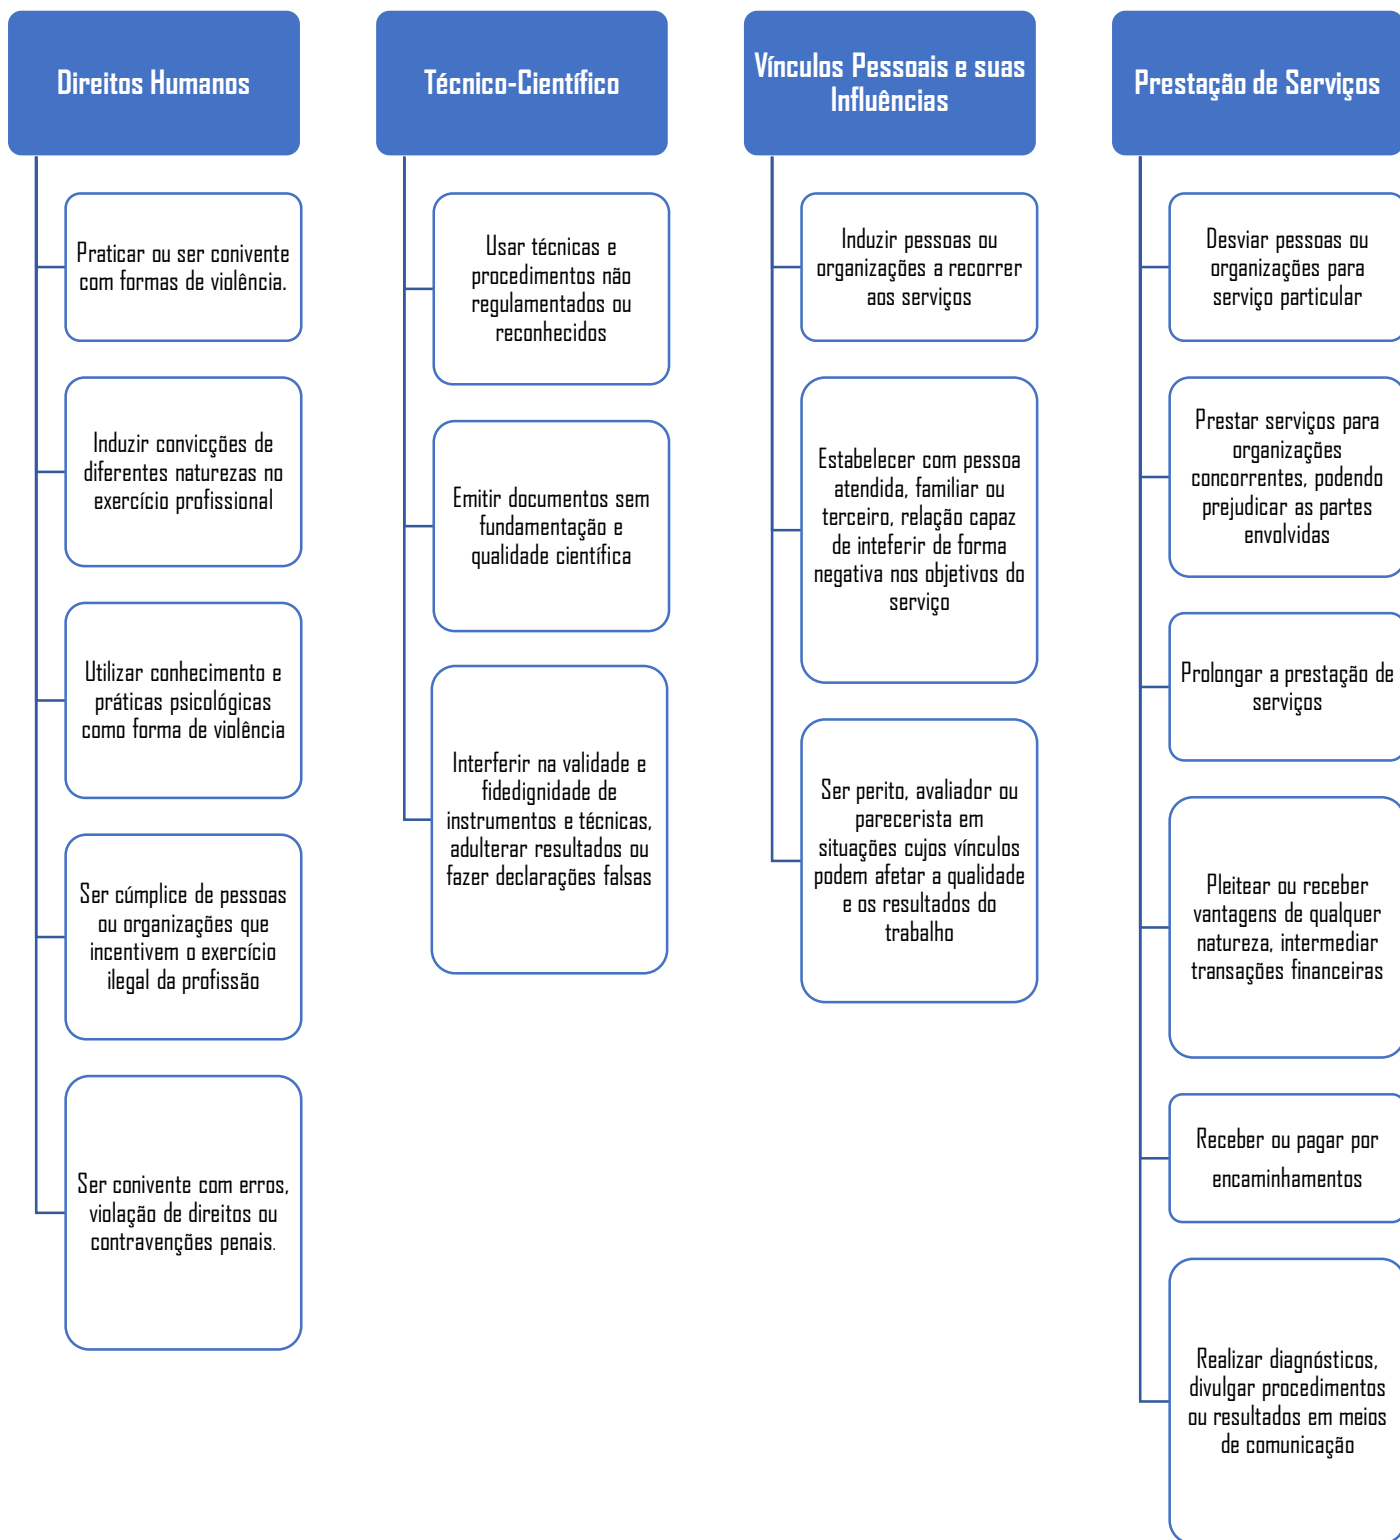 Direitos Humanos
Praticar ou ser conivente
com formas de violência.
Induzir convicções de
diferentes naturezas no
exercício profissional
Utilizar conhecimento e
práticas psicológicas
como forma de violência
Ser cúmplice de pessoas
ou organizações que
incentivem o exercício
ilegal da profissão
Ser conivente com erros,
violação de direitos ou
contravenções penais.
Técnico-Científico
Usar técnicas e
procedimentos não
regulamentados ou
reconhecidos
Emitir documentos sem
fundamentação e
qualidade científica
Interferir na validade e
fidedignidade de
instrumentos e técnicas,
adulterar resultados ou
fazer declarações falsas
Vínculos Pessoais e suas
Influências
Induzir pessoas ou
organizações a recorrer
aos serviços
Estabelecer com pessoa
atendida, familiar ou
terceiro, relação capaz
de inteferir de forma
negativa nos objetivos do
serviço
Ser perito, avaliador ou
parecerista em
situações cujos vínculos
podem afetar a qualidade
e os resultados do
trabalho
Prestação de Serviços
Desviar pessoas ou
organizações para
serviço particular
Prestar serviços para
organizações
concorrentes, podendo
prejudicar as partes
envolvidas
Prolongar a prestação de
serviços
Pleitear ou receber
vantagens de qualquer
natureza, intermediar
transações financeiras
Receber ou pagar por
encaminhamentos
Realizar diagnósticos,
divulgar procedimentos
ou resultados em meios
de comunicação